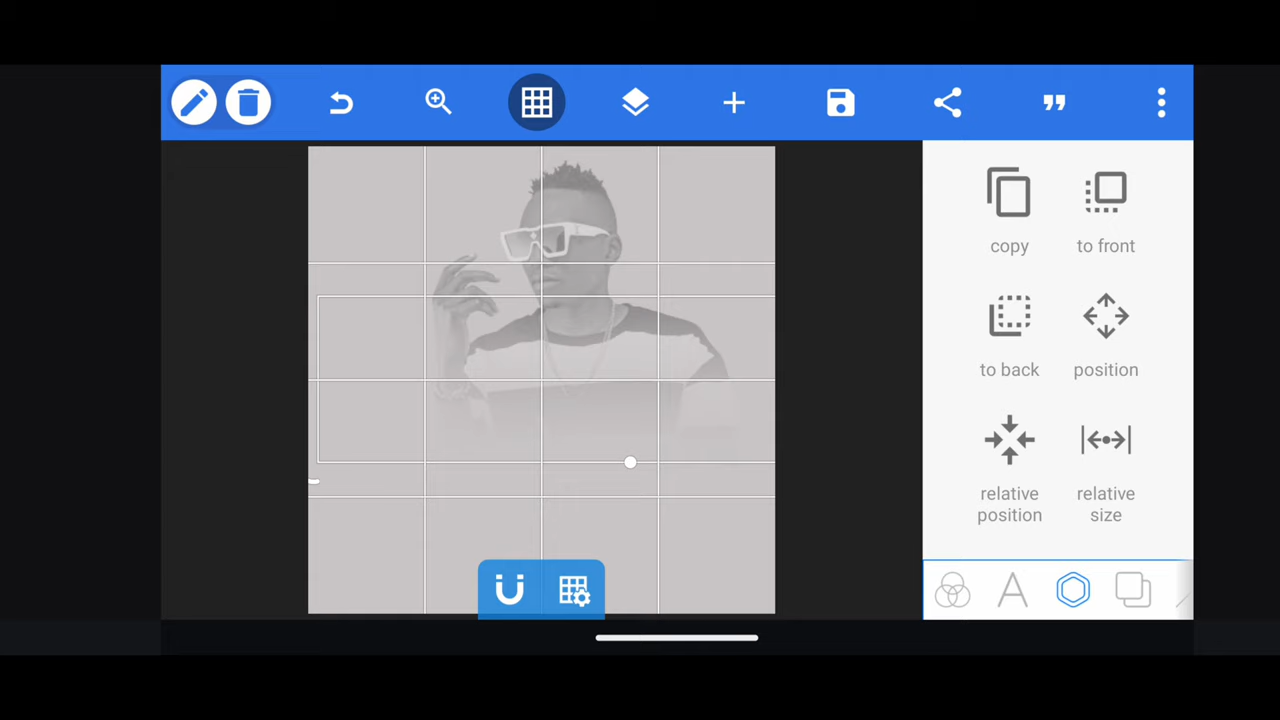 copy
to front
to back
position
relative
position
relative
size